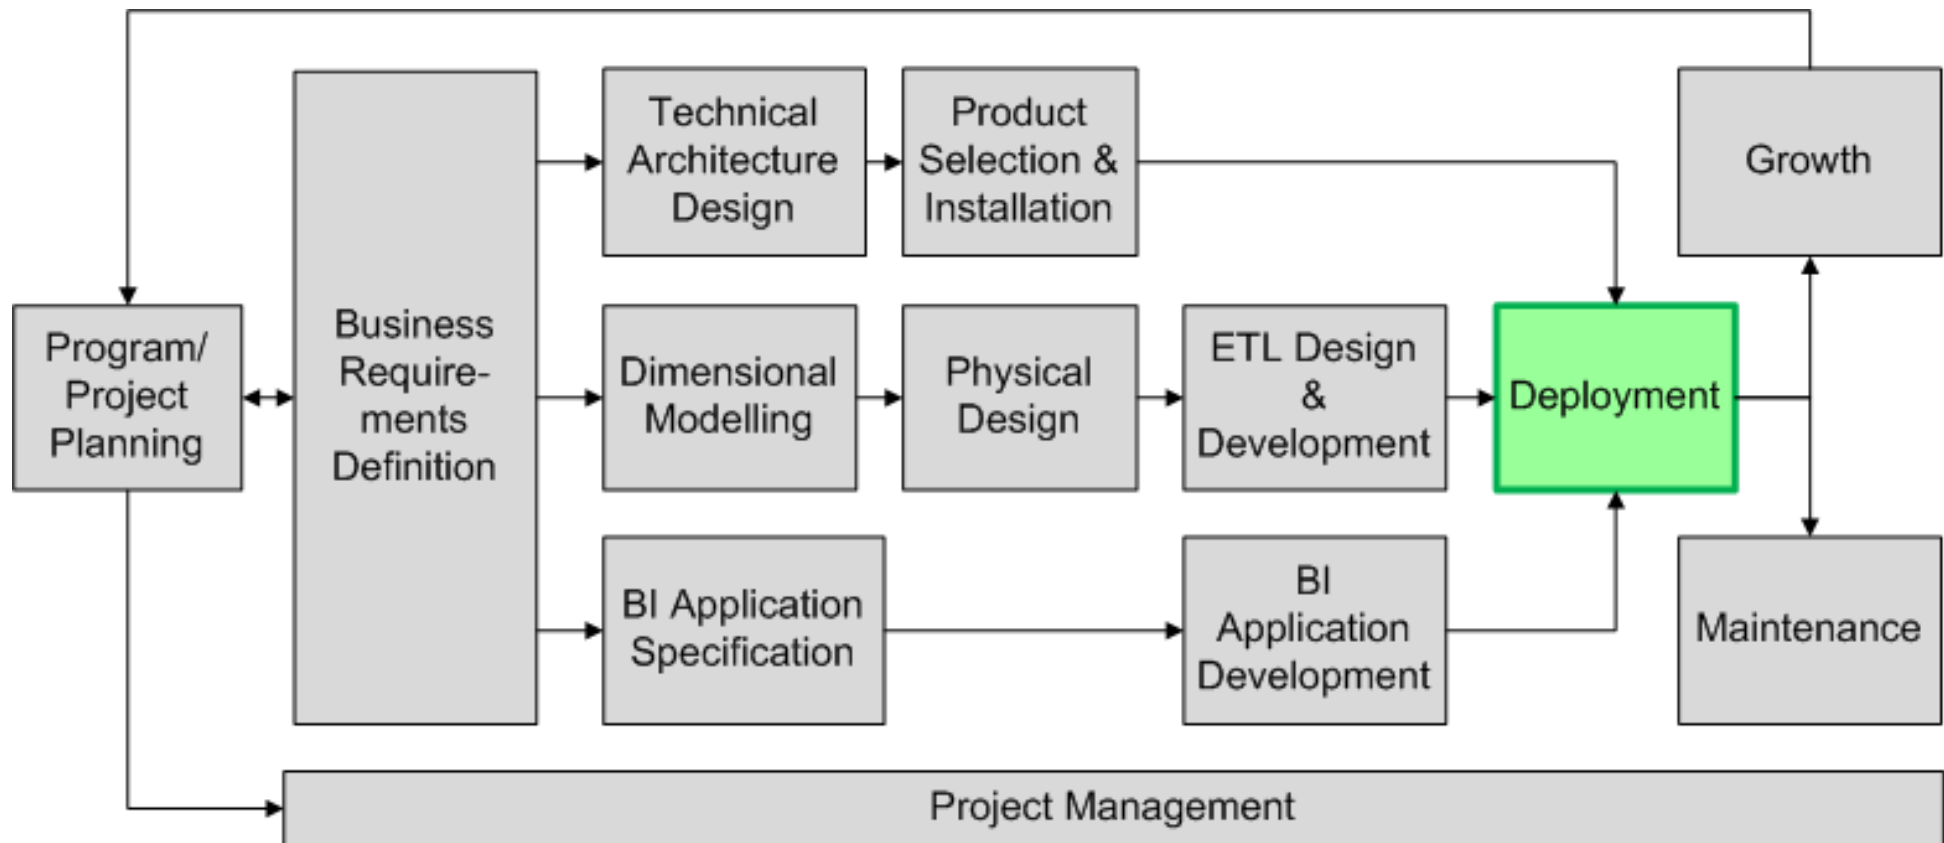 Technical
Architecture
Design
Product
Selection &
Installation
Growth
Program/
Project
Planning
Business
Require-
ments
Definition
Dimensional
Modelling
Physical
Design
ETL Design
&
Development
Deployment
BI Application
Specification
BI
Application
Development
Maintenance
Project Management